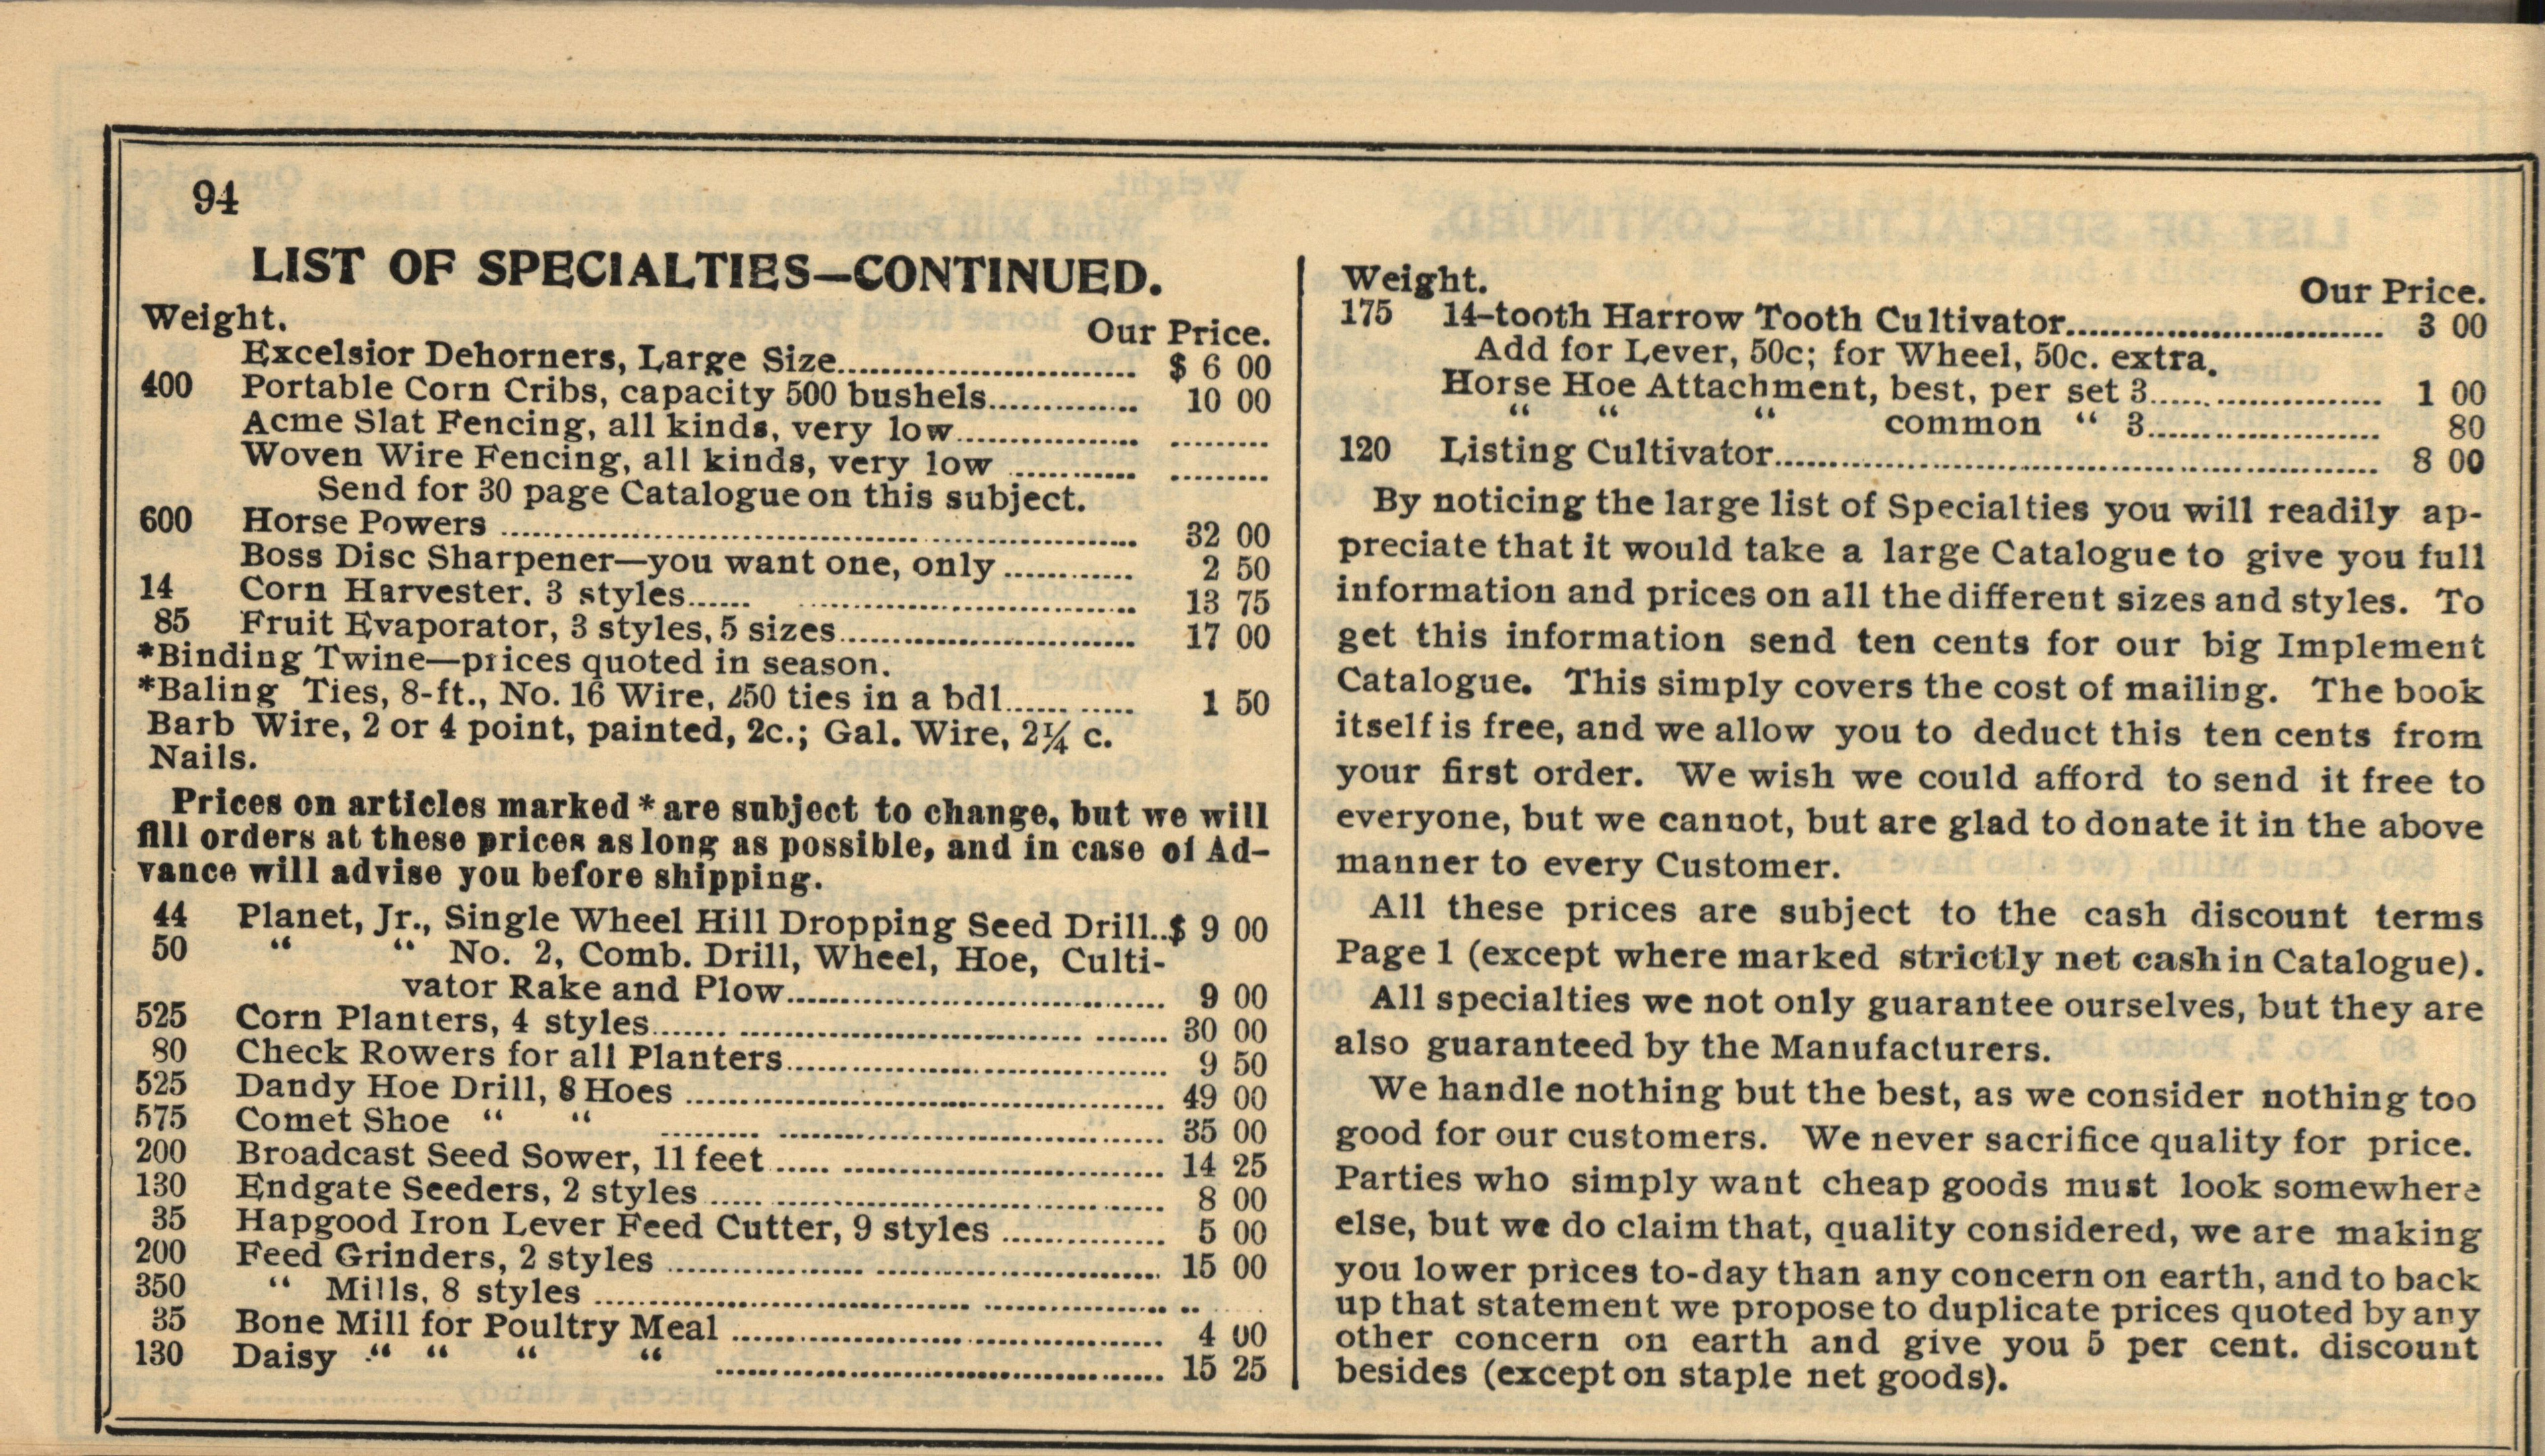 94
LIST OF SPECIALTIES—CONTINUED.
Weight. Our Price.
Excelsior Dehorners, Large Size............................ $ 6 00
400 Portable Corn Cribs, capacity 500 bushels.............. 10 00
Acme Slat Fencing, all kinds, very low................. .........
Woven Wire Fencing, all kinds, very low ............ .........
Send for 30 page Catalogue on this subject.
600 Horse Powers ............................................................ 32 00
Boss Disc Sharpener—you want one, only ............ 2 50
14 Corn Harvester. 3 styles...... ............................... 13 75
85 Fruit Evaporator, 3 styles, 5 sizes............................ 17 00
*Binding Twine—prices quoted in season.
*Baling Ties, 8-ft., No. 16 Wire, 250 ties in a bdl...... ..... 1 50
Barb Wire, 2 or 4 point, painted, 2c.; Gal. Wire, 2¼ c.
Nails.
Prices on articles marked * are subject to change, but we will
fill orders at these prices as long as possible, and in case of Ad-
vance will advise you before shipping.
44 Planet, Jr., Single Wheel Hill Dropping Seed Drill..$ 9 00
50 “ “ No. 2, Comb. Drill, Wheel, Hoe, Culti-
vator Rake and Plow.................................... 9 00
525 Corn Planters, 4 styles....... ................................ ....... 30 00
80 Check Rowers for all Planters.................................... 9 50
525 Dandy Hoe Drill, 8 Hoes ............................................. 49 00
575 Comet Shoe “ “ ......... .................................... 35 00
200 Broadcast Seed Sower, 11 feet ..... .............................. 14 25
130 Endgate Seeders, 2 styles ..... .................................... 8 00
35 Hapgood Iron Lever Feed Cutter, 9 styles ............... 5 00
200 Feed Grinders, 2 styles .................. ........................... 15 00
350 “ Mills, 8 styles .................................... ................. ..
35 Bone Mill for Poultry Meal ........................................ 4 00
130 Daisy “ “ “ “ .......................................... 15 25
Weight. Our Price.
175 14-tooth Harrow Tooth Cultivator.............................. 3 00
Add for Lever, 50c; for Wheel, 50c. extra.
Horse Hoe Attachment, best, per set 3...... ................ 1 00
“ “ “ common “ 3...................... 80
120 Listing Cultivator......................................................... 8 00
By noticing the large list of Specialties you will readily ap-
preciate that it would take a large Catalogue to give you full
information and prices on all the different sizes and styles. To
get this information send ten cents for our big Implement
Catalogue. This simply covers the cost of mailing. The book
itself is free, and we allow you to deduct this ten cents from
your first order. We wish we could afford to send it free to
everyone, but we cannot, but are glad to donate it in the above
manner to every Customer.
All these prices are subject to the cash discount terms
Page 1 (except where marked strictly net cash in Catalogue).
All specialties we not only guarantee ourselves, but they are
also guaranteed by the Manufacturers.
We handle nothing but the best, as we consider nothing too
good for our customers. We never sacrifice quality for price.
Parties who simply want cheap goods must look somewhere
else, but we do claim that, quality considered, we are making
you lower prices to-day than any concern on earth, and to back
up that statement we propose to duplicate prices quoted by any
other concern on earth and give you 5 per cent. discount
besides (except on staple net goods).